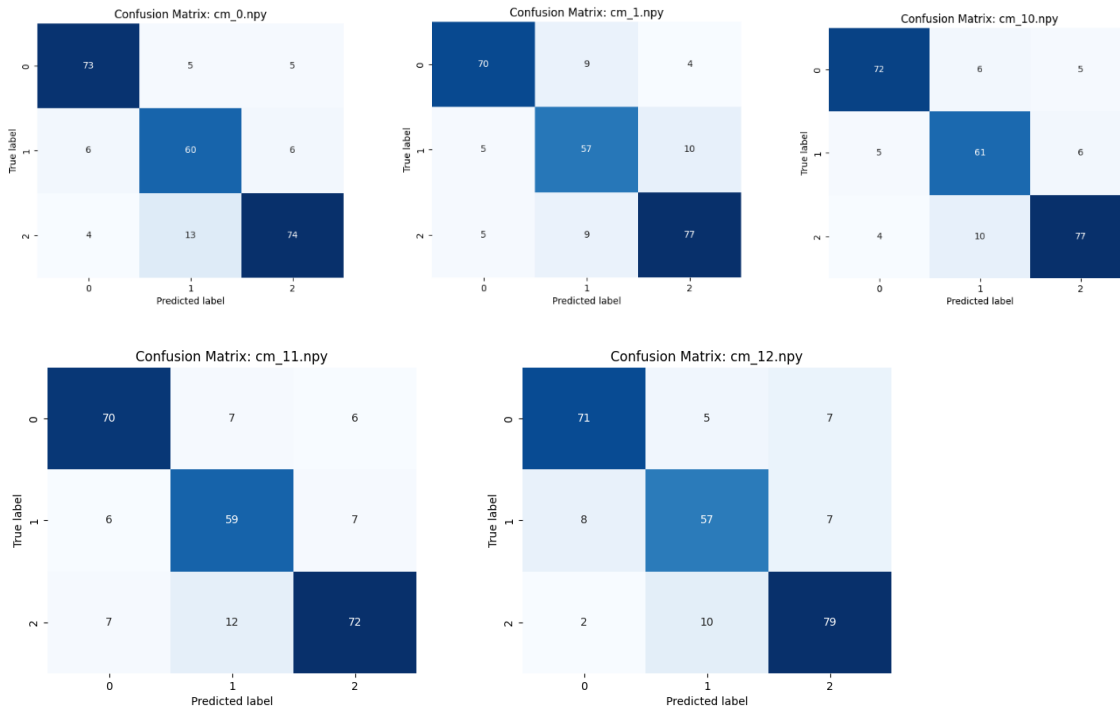 Confusion Matrix: cm_0.npy
0 73 5 5
1 6 60 6
2 4 13 74
0 1 2
True label
Predicted label
Confusion Matrix: cm_1.npy
0 70 9 4
1 5 57 10
2 5 9 77
0 1 2
True label
Predicted label
Confusion Matrix: cm_10.npy
0 72 6 5
1 5 61 6
2 4 10 77
0 1 2
True label
Predicted label
Confusion Matrix: cm_11.npy
0 70 7 6
1 6 59 7
2 7 12 72
0 1 2
True label
Predicted label
Confusion Matrix: cm_12.npy
0 71 5 7
1 8 57 7
2 2 10 79
0 1 2
True label
Predicted label